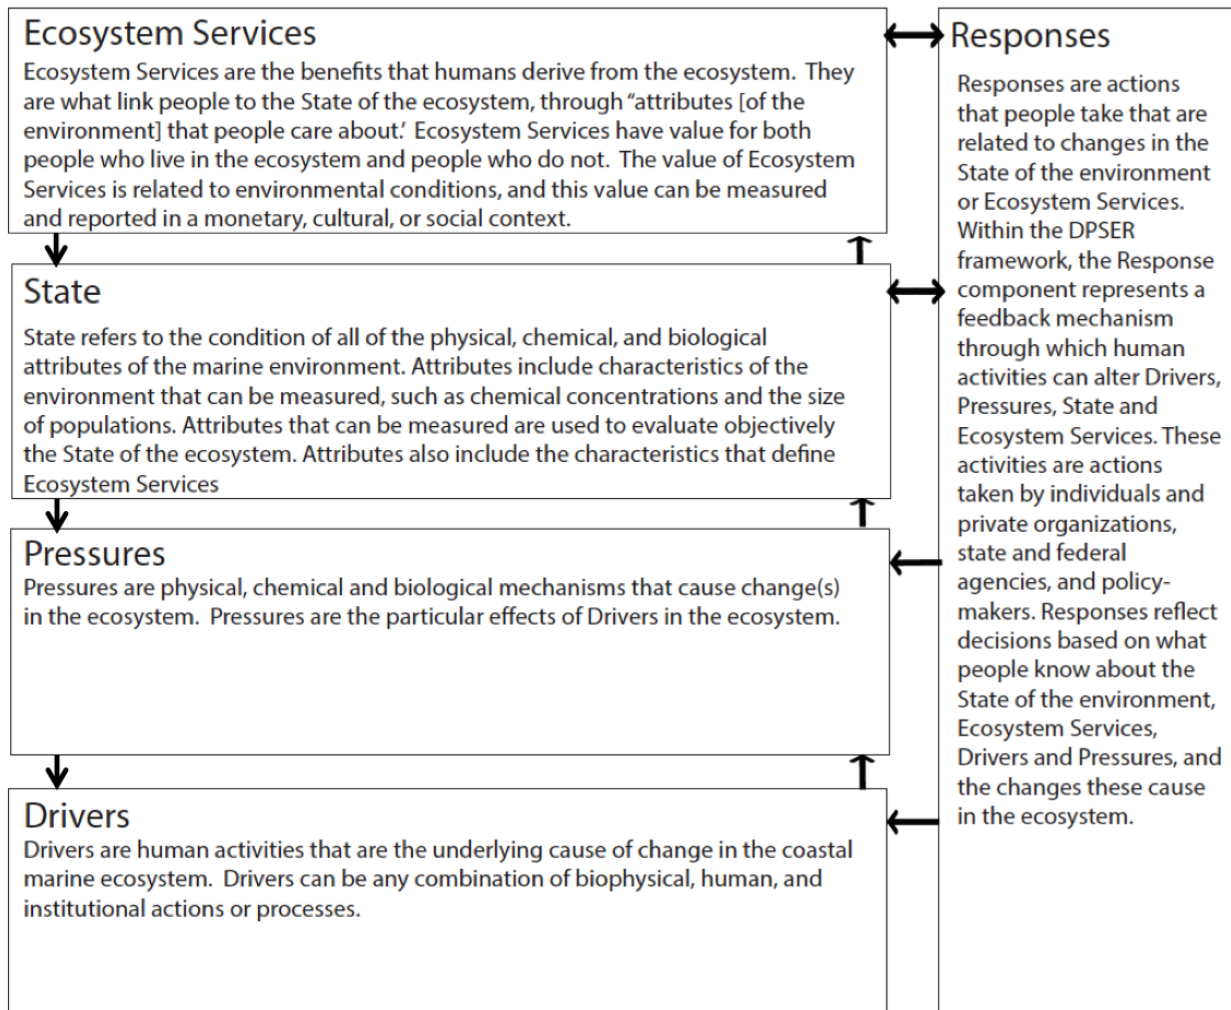 Ecosystem Services
Ecosystem Services are the benefits that humans derive from the ecosystem.  They
are what link people to the State of the ecosystem, through “attributes [of the
environment] that people care about.’ Ecosystem Services have value for both
people who live in the ecosystem and people who do not.  The value of Ecosystem
Services is related to environmental conditions, and this value can be measured
and reported in a monetary, cultural, or social context.
State
State refers to the condition of all of the physical, chemical, and biological
attributes of the marine environment. Attributes include characteristics of the
environment that can be measured, such as chemical concentrations and the size
of populations. Attributes that can be measured are used to evaluate objectively
the State of the ecosystem. Attributes also include the characteristics that define
Ecosystem Services
Pressures
Pressures are physical, chemical and biological mechanisms that cause change(s)
in the ecosystem.  Pressures are the particular effects of Drivers in the ecosystem.
Drivers
Drivers are human activities that are the underlying cause of change in the coastal
marine ecosystem.  Drivers can be any combination of biophysical, human, and
institutional actions or processes.
Responses
Responses are actions
that people take that are
related to changes in the
State of the environment
or Ecosystem Services.
Within the DPSER
framework, the Response
component represents a
feedback mechanism
through which human
activities can alter Drivers,
Pressures, State and
Ecosystem Services. These
activities are actions
taken by individuals and
private organizations,
state and federal
agencies, and policy-
makers. Responses reflect
decisions based on what
people know about the
State of the environment,
Ecosystem Services,
Drivers and Pressures, and
the changes these cause
in the ecosystem.